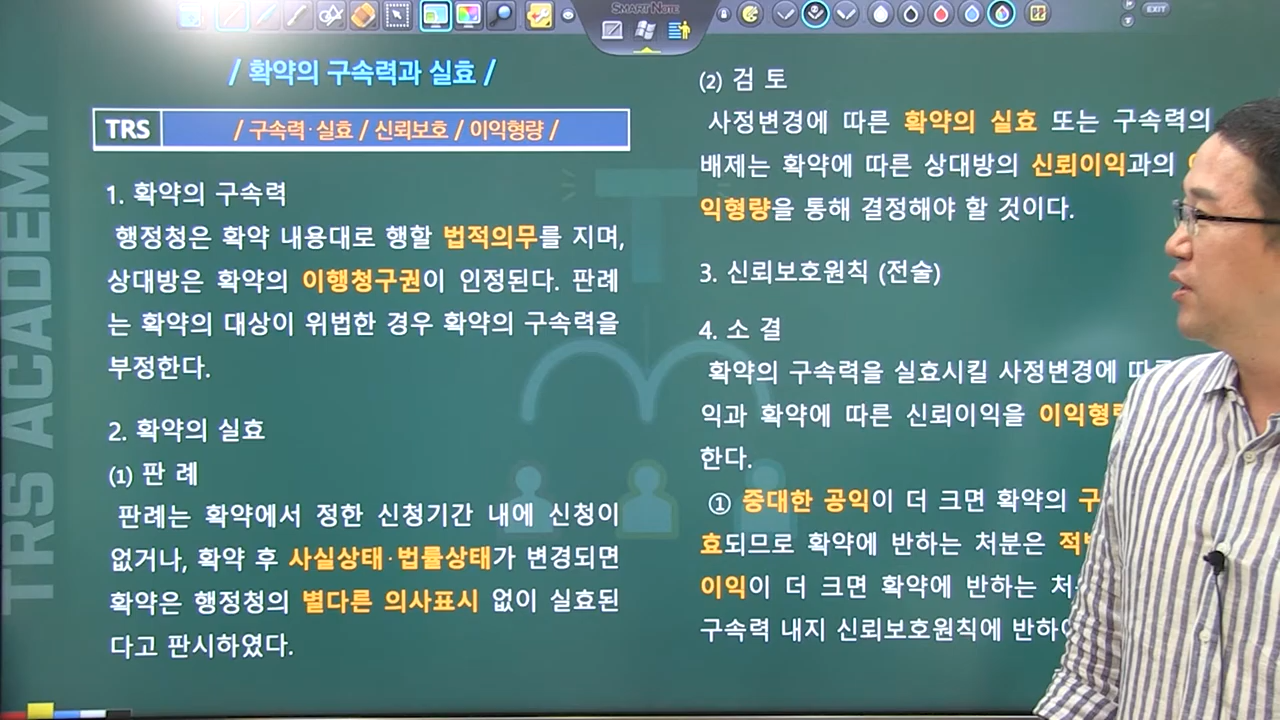 SMART NOTE
EXIT
TRS ACADEMY
/ 확약의 구속력과 실효 /
TRS / 구속력·실효 / 신뢰보호 / 이익형량 /
1. 확약의 구속력
행정청은 확약 내용대로 행할 법적의무를 지며,
상대방은 확약의 이행청구권이 인정된다. 판례
는 확약의 대상이 위법한 경우 확약의 구속력을
부정한다.
2. 확약의 실효
(1) 판 례
판례는 확약에서 정한 신청기간 내에 신청이
없거나, 확약 후 사실상태·법률상태가 변경되면
확약은 행정청의 별다른 의사표시 없이 실효된
다고 판시하였다.
(2) 검 토
사정변경에 따른 확약의 실효 또는 구속력의
배제는 확약에 따른 상대방의 신뢰이익과의
익형량을 통해 결정해야 할 것이다.
3. 신뢰보호원칙 (전술)
4. 소 결
확약의 구속력을 실효시킬 사정변경에
익과 확약에 따른 신뢰이익을
한다.
① 중대한 공익이 더 크면 확약의
효되므로 확약에 반하는 처분은
이익이 더 크면 확약에 반하는
구속력 내지 신뢰보호원칙에